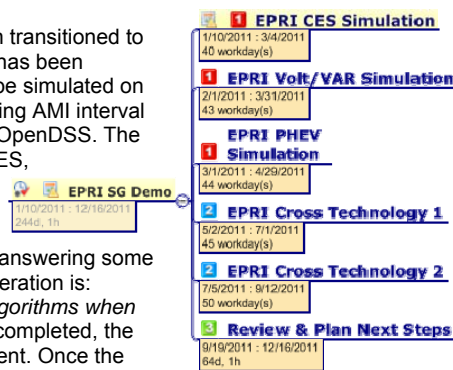 n transitioned to
has been
be simulated on
ing AMI interval
OpenDSS. The
ES,
answering some
eration is:
gorithms when
completed, the
ent. Once the
EPRI SG Demo
1/10/2011 : 12/16/2011
244d, 1h
1 EPRI CES Simulation
1/10/2011 : 3/4/2011
40 workday(s)
1 EPRI Volt/VAR Simulation
2/1/2011 : 3/31/2011
43 workday(s)
EPRI PHEV
1 Simulation
3/1/2011 : 4/29/2011
44 workday(s)
2 EPRI Cross Technology 1
5/2/2011 : 7/1/2011
45 workday(s)
2 EPRI Cross Technology 2
7/5/2011 : 9/12/2011
50 workday(s)
3 Review & Plan Next Steps
9/19/2011 : 12/16/2011
64d, 1h